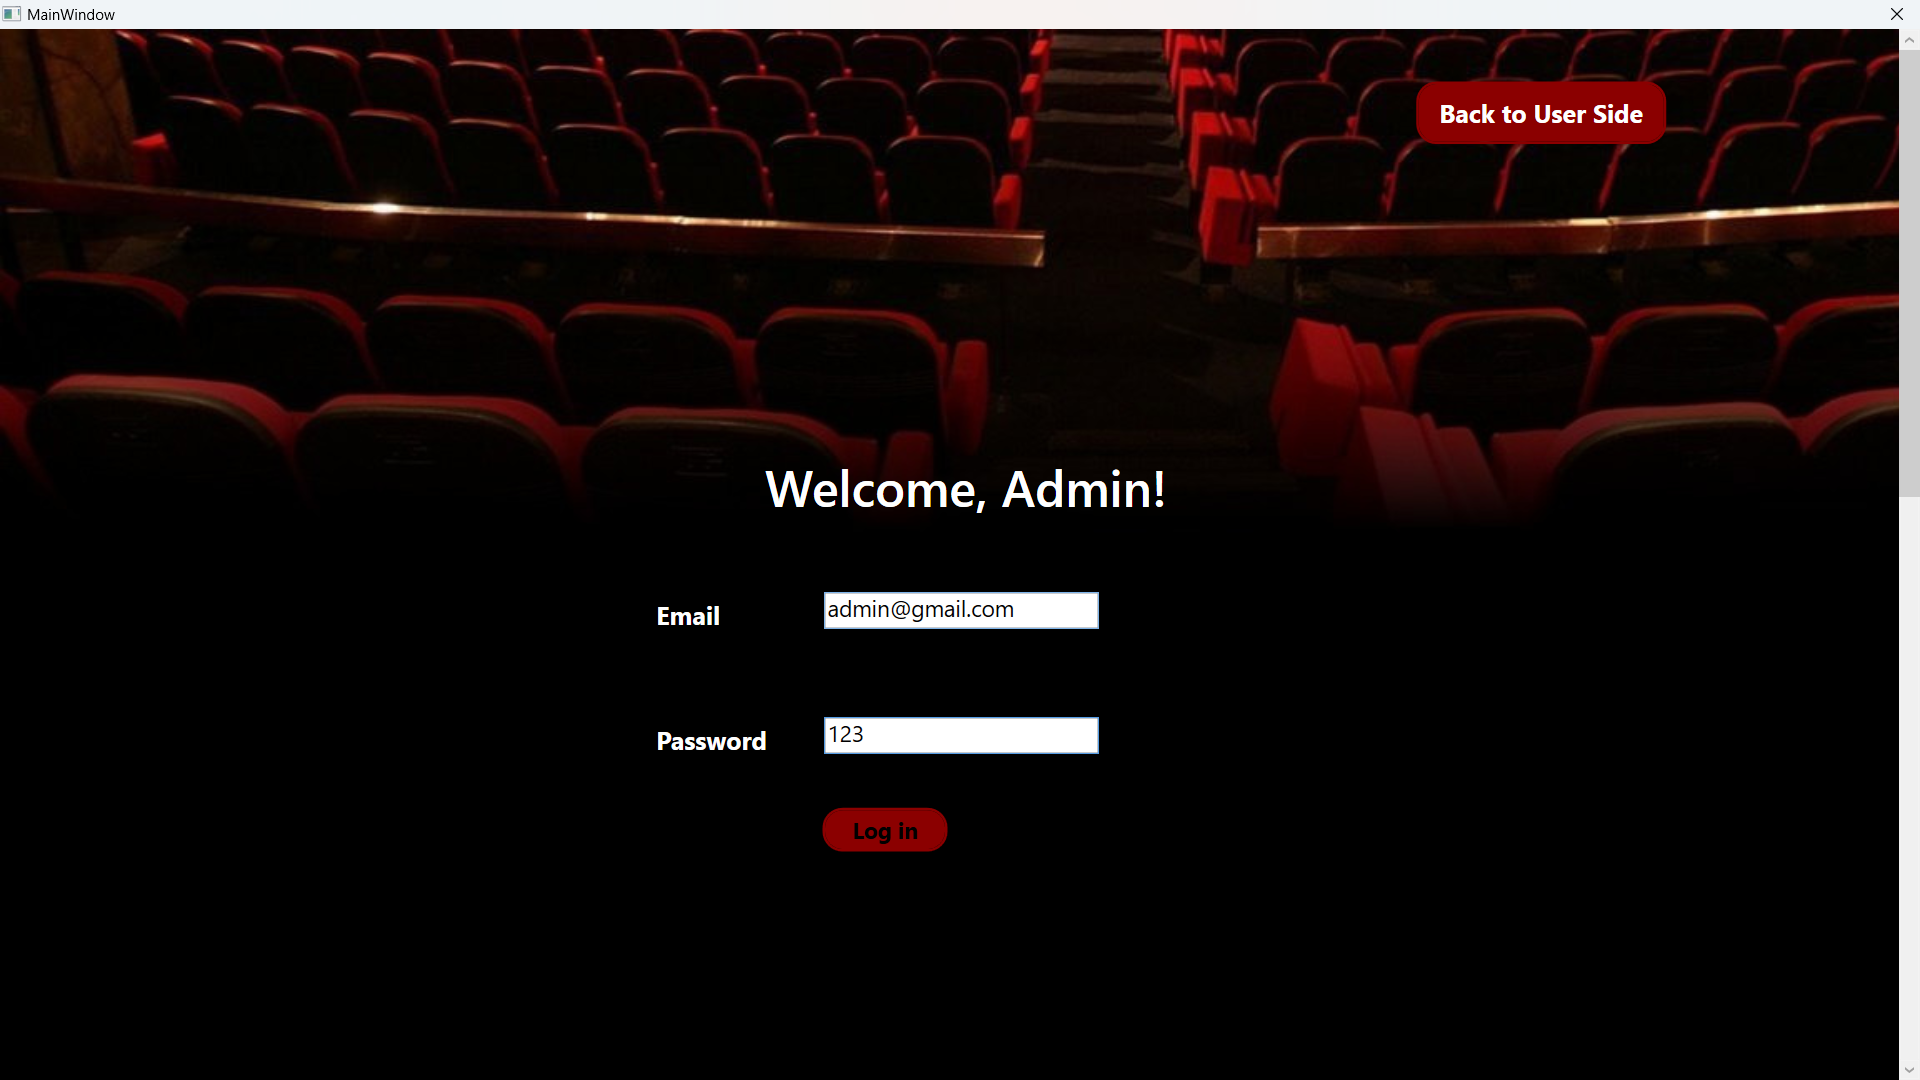 MainWindow
Back to User Side
Welcome, Admin!
Email
admin@gmail.com
Password
123
Log in